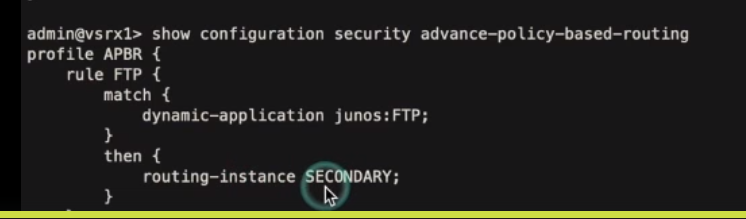 admin@vsrx1> show configuration security advance-policy-based-routing
profile APBR {
rule FTP {
match {
dynamic-application junos:FTP;
}
then {
routing-instance SECONDARY;
}